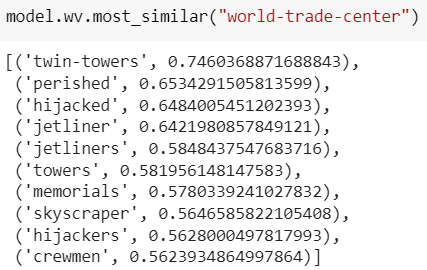 model.wv.most_similar("world-trade-center")
[('twin-towers', 0.7460368871688843),
('perished', 0.6534291505813599),
('hijacked', 0.6484005451202393),
('jetliner', 0.6421980857849121),
('jetliners', 0.5848437547683716),
('towers', 0.581956148147583),
('memorials', 0.5780339241027832),
('skyscraper', 0.5646585822105408),
('hijackers', 0.5628000497817993),
('crewmen', 0.5623934864997864)]